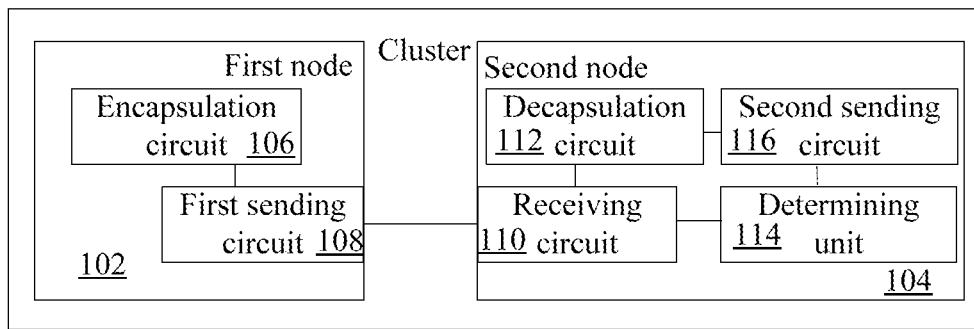 Cluster
First node
Encapsulation
circuit 106
First sending
circuit 108
102
Second node
Decapsulation
112 circuit
Second sending
116 circuit
Receiving
110 circuit
Determining
114 unit
104